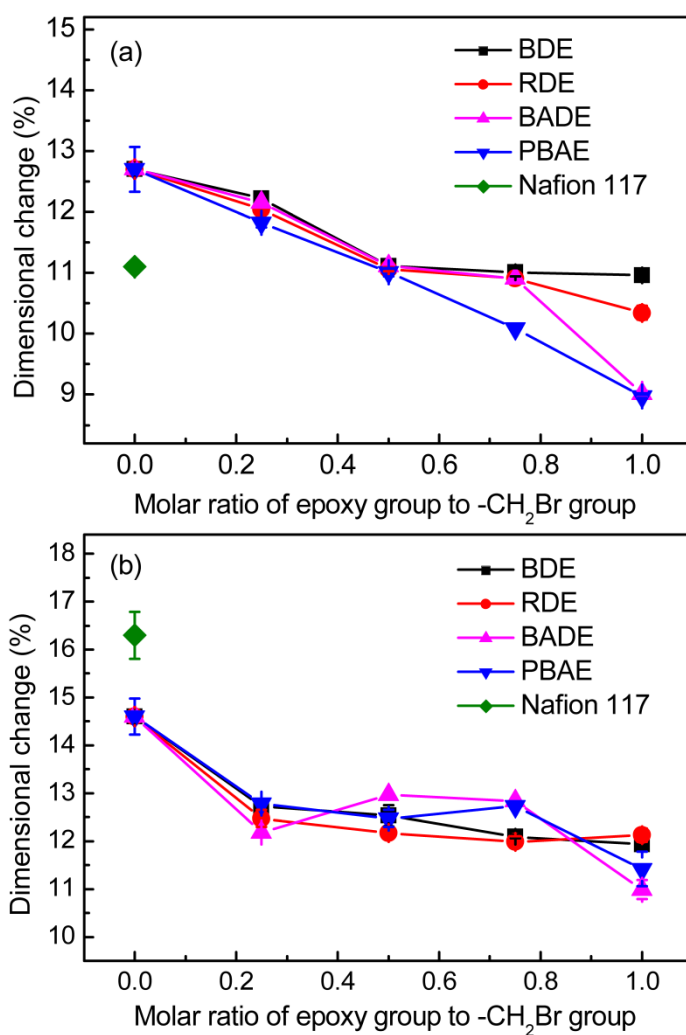 (a)
BDE
RDE
BADE
PBAE
Nafion 117
Dimensional change (%)
15
14
13
12
11
10
9
0.0 0.2 0.4 0.6 0.8 1.0
Molar ratio of epoxy group to -CH₂Br group
(b)
BDE
RDE
BADE
PBAE
Nafion 117
Dimensional change (%)
18
17
16
15
14
13
12
11
10
0.0 0.2 0.4 0.6 0.8 1.0
Molar ratio of epoxy group to -CH₂Br group